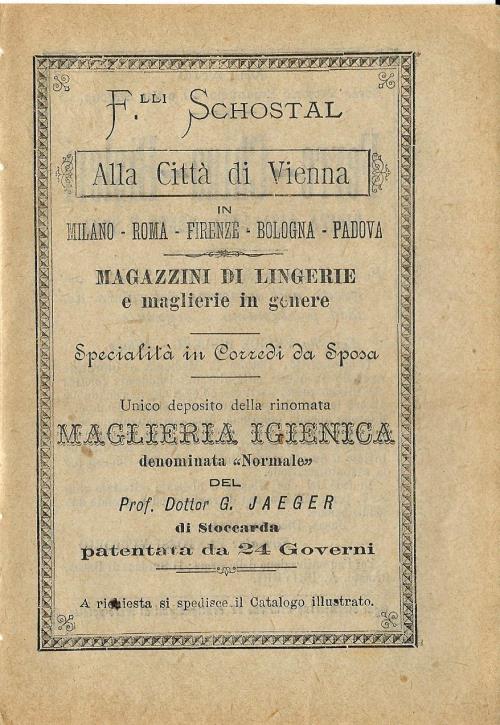 F.LLI SCHOSTAL
Alla Città di Vienna
IN
MILANO - ROMA - FIRENZE - BOLOGNA - PADOVA
MAGAZZINI DI LINGERIE
e maglierie in genere
Specialità in Corredi da Sposa
Unico deposito della rinomata
MAGLIERIA IGIENICA
denominata «Normale»
DEL
Prof. Dottor G. JAEGER
di Stoccarda
patentata da 24 Governi
A richiesta si spedisce il Catalogo illustrato.